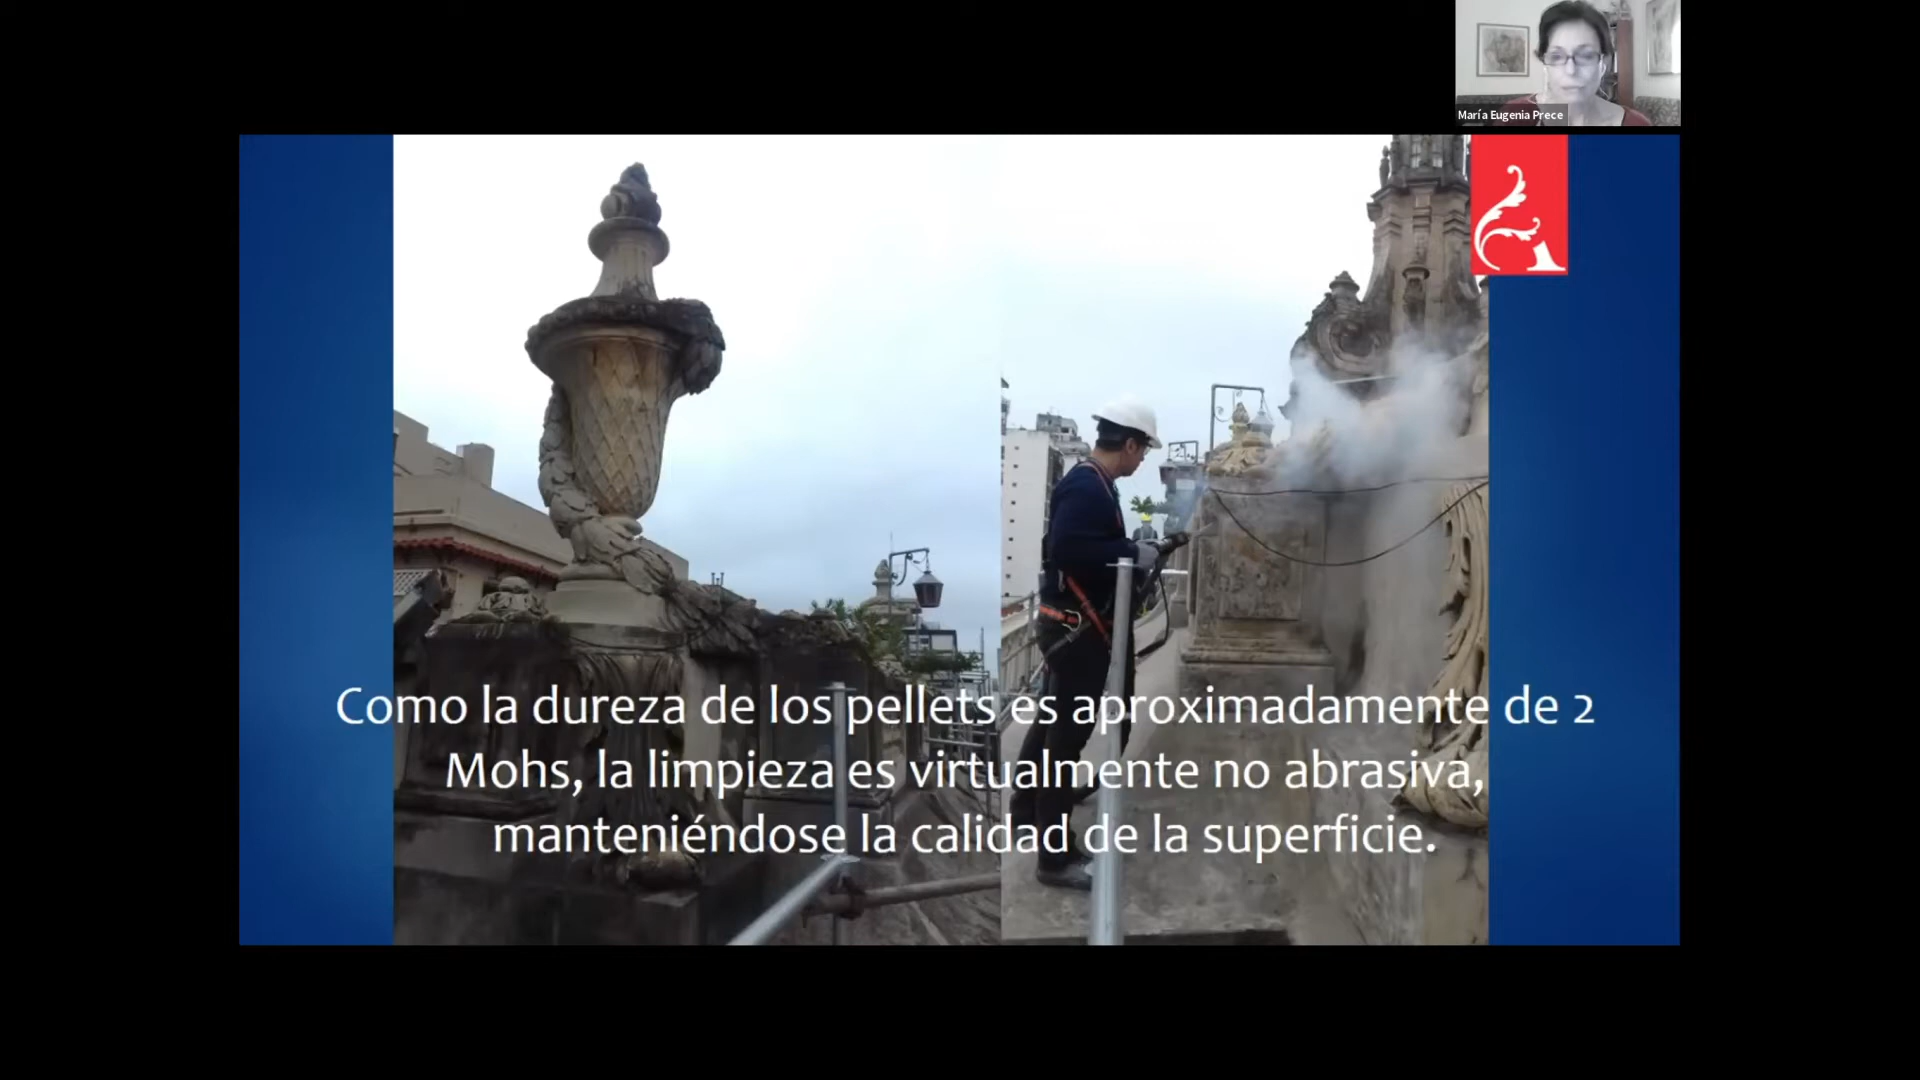 María Eugenia Prece
Como la dureza de los pellets es aproximadamente de 2
Mohs, la limpieza es virtualmente no abrasiva,
manteniéndose la calidad de la superficie.